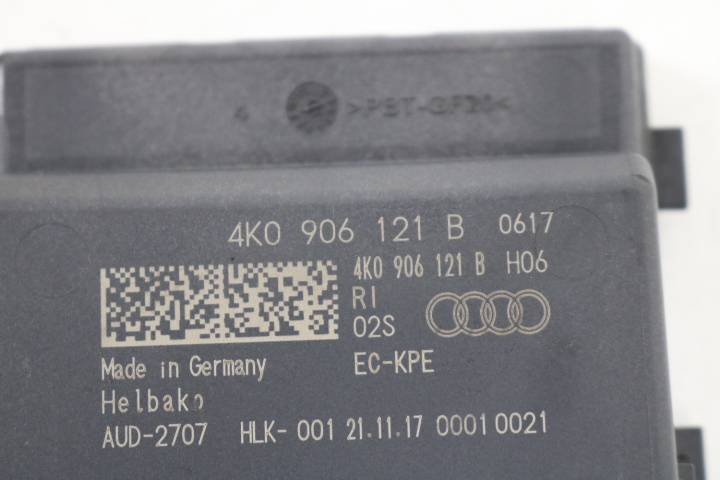 4 >PBT-GF20<
4K0 906 121 B 0617
4K0 906 121 B H06
RI
02S
EC-KPE
Made in Germany
Helbako
AUD-2707 HLK-001 21.11.17 0001 0021